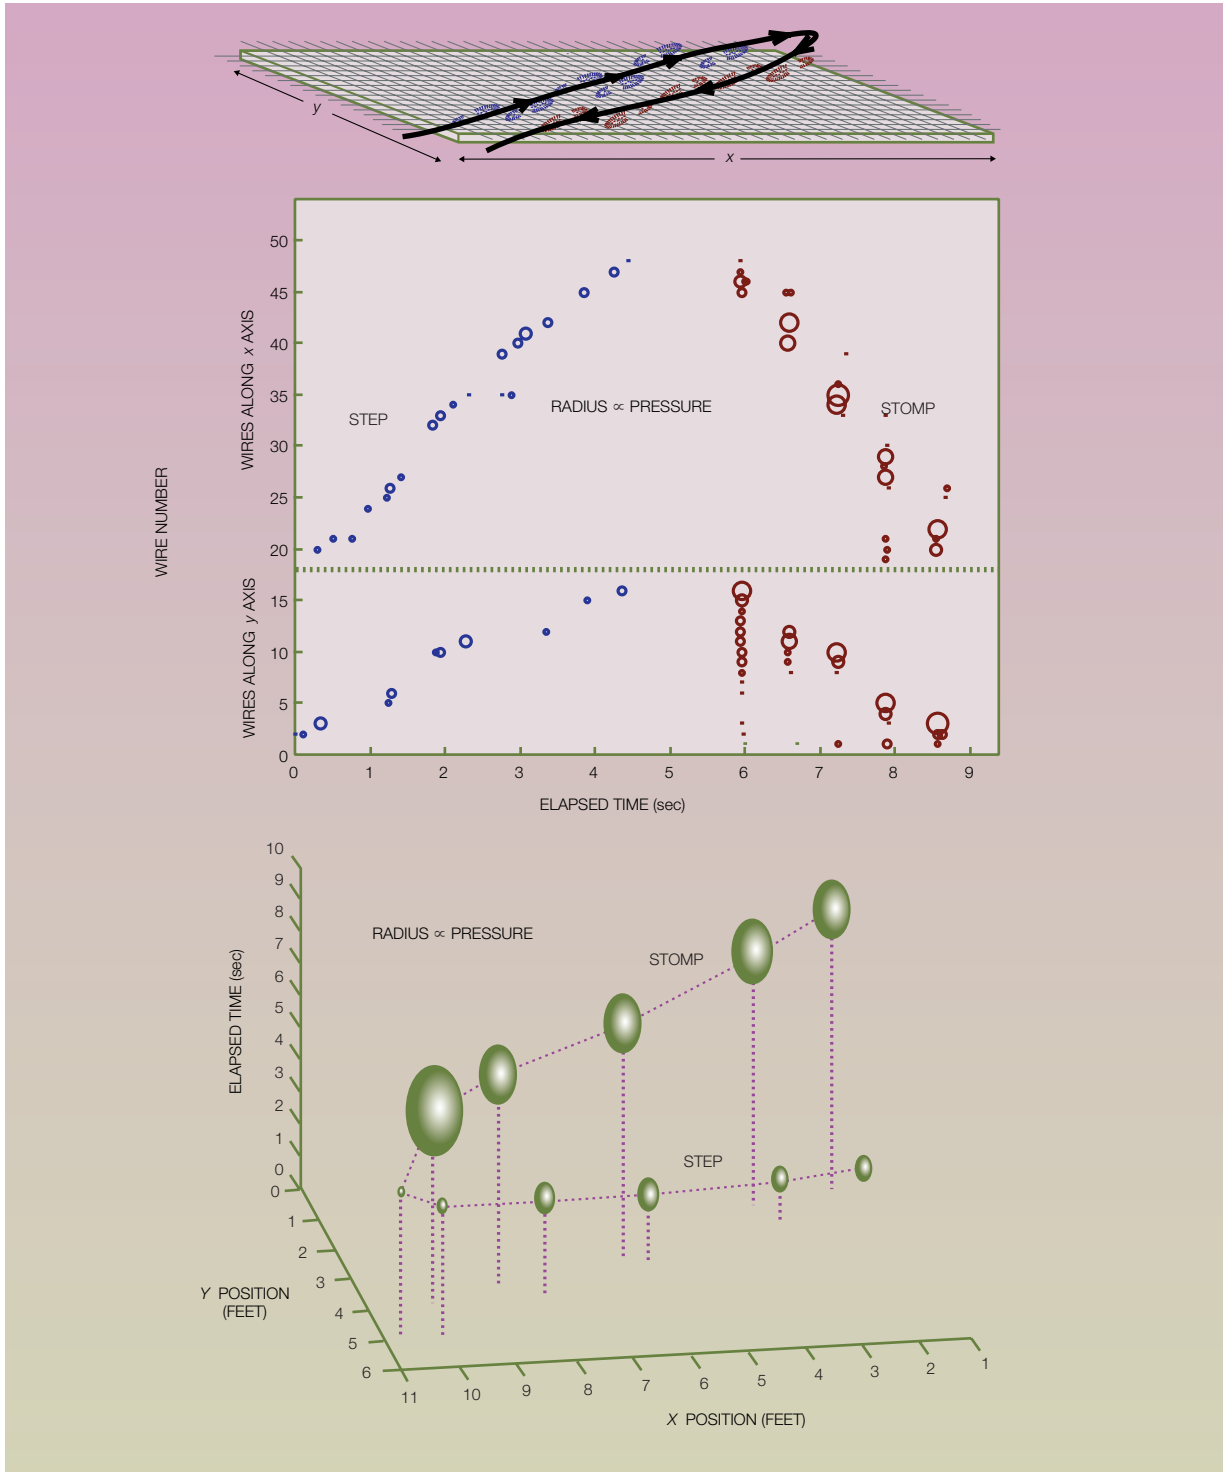 y
x
50
45
40
35
30
25
20
15
10
5
0
WIRE NUMBER
WIRES ALONG x AXIS
WIRES ALONG y AXIS
STEP
RADIUS ∝ PRESSURE
STOMP
0 1 2 3 4 5 6 7 8 9
ELAPSED TIME (sec)
10
9
8
7
6
5
4
3
2
1
0
ELAPSED TIME (sec)
RADIUS ∝ PRESSURE
STOMP
STEP
0
1
2
3
4
5
6
Y POSITION
(FEET)
11 10 9 8 7 6 5 4 3 2 1
X POSITION (FEET)